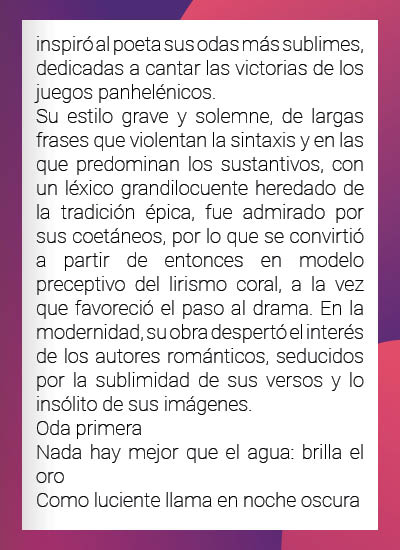 inspiró al poeta sus odas más sublimes,
dedicadas a cantar las victorias de los
juegos panhelénicos.
Su estilo grave y solemne, de largas
frases que violentan la sintaxis y en las
que predominan los sustantivos, con
un léxico grandilocuente heredado de
la tradición épica, fue admirado por
sus coetáneos, por lo que se convirtió
a partir de entonces en modelo
preceptivo del lirismo coral, a la vez
que favoreció el paso al drama. En la
modernidad, su obra despertó el interés
de los autores románticos, seducidos
por la sublimidad de sus versos y lo
insólito de sus imágenes.
Oda primera
Nada hay mejor que el agua: brilla el
oro
Como luciente llama en noche oscura